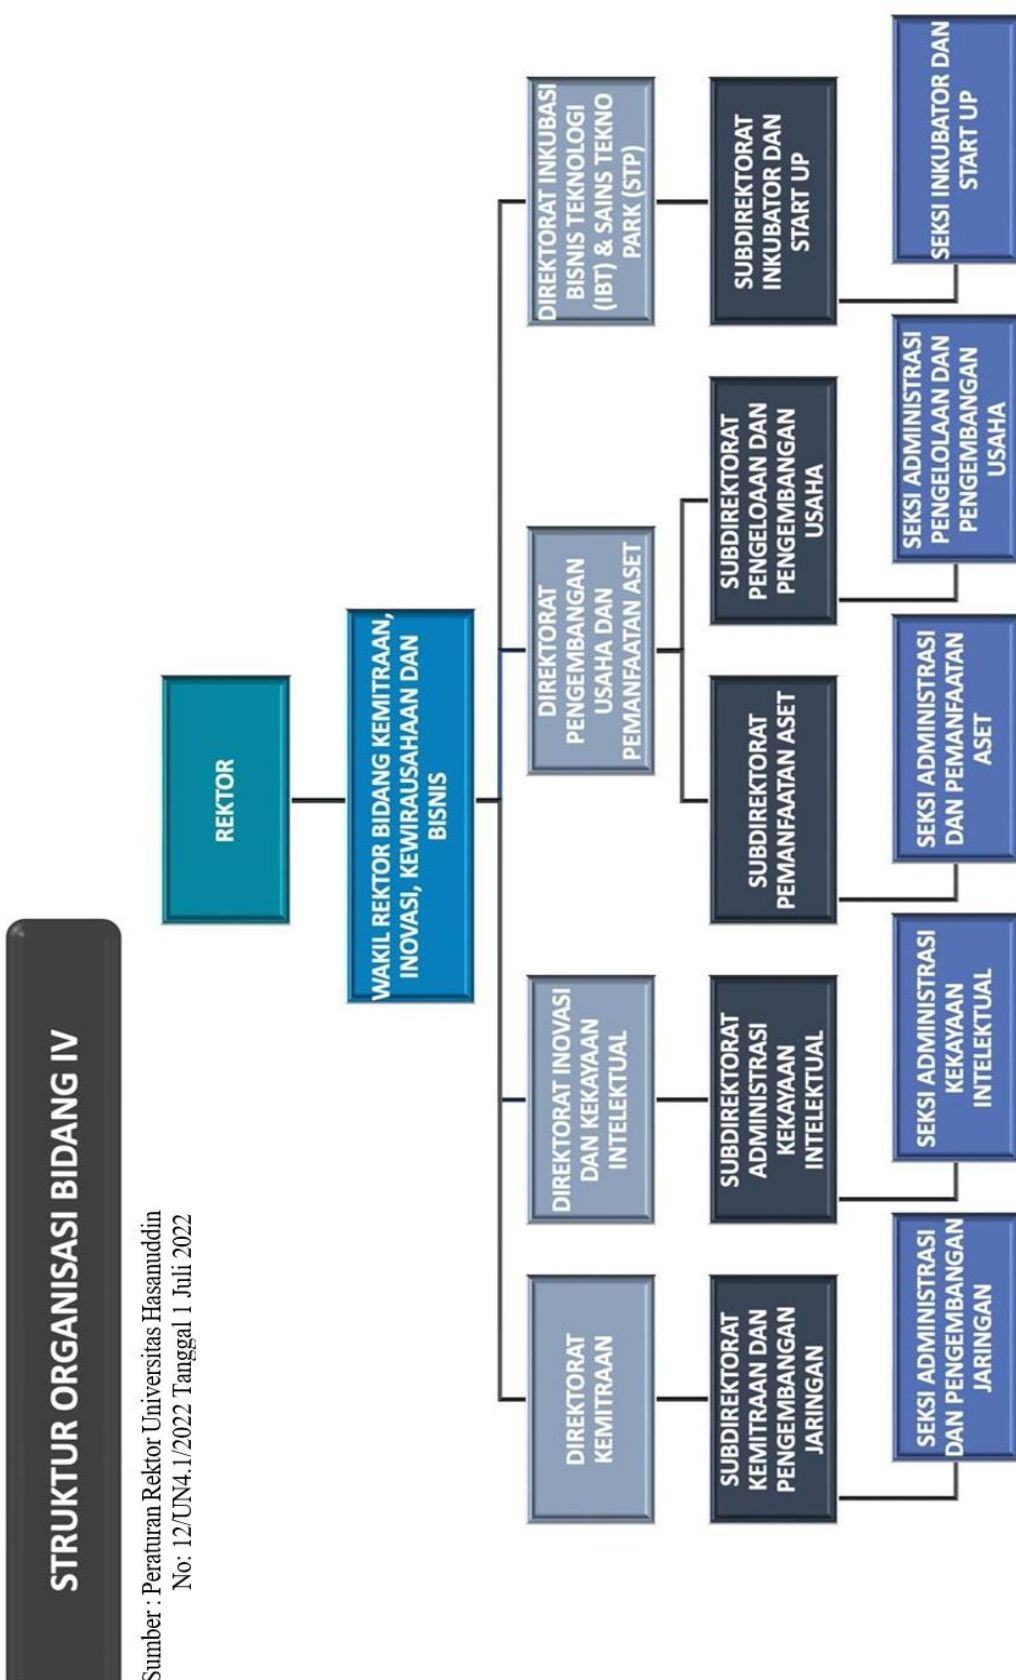 STRUKTUR ORGANISASI BIDANG IV
Sumber : Peraturan Rektor Universitas Hasanuddin
No: 12/UN4.1/2022 Tanggal 1 Juli 2022
REKTOR
WAKIL REKTOR BIDANG KEMITRAAN,
INOVASI, KEWIRAUSAHAAN DAN
BISNIS
DIREKTORAT
KEMITRAAN
DIREKTORAT INOVASI
DAN KEKAYAAN
INTELEKTUAL
DIREKTORAT
PENGEMBANGAN
USAHA DAN
PEMANFAATAN ASET
DIREKTORAT INKUBASI
BISNIS TEKNOLOGI
(IBT) & SAINS TEKNO
PARK (STP)
SUBDIREKTORAT
KEMITRAAN DAN
PENGEMBANGAN
JARINGAN
SUBDIREKTORAT
ADMINISTRASI
KEKAYAAN
INTELEKTUAL
SUBDIREKTORAT
PEMANFAATAN ASET
SUBDIREKTORAT
PENGELOAAN DAN
PENGEMBANGAN
USAHA
SUBDIREKTORAT
INKUBATOR DAN
START UP
SEKSI ADMINISTRASI
DAN PENGEMBANGAN
JARINGAN
SEKSI ADMINISTRASI
KEKAYAAN
INTELEKTUAL
SEKSI ADMINISTRASI
DAN PEMANFAATAN
ASET
SEKSI ADMINISTRASI
PENGELOLAAN DAN
PENGEMBANGAN
USAHA
SEKSI INKUBATOR DAN
START UP